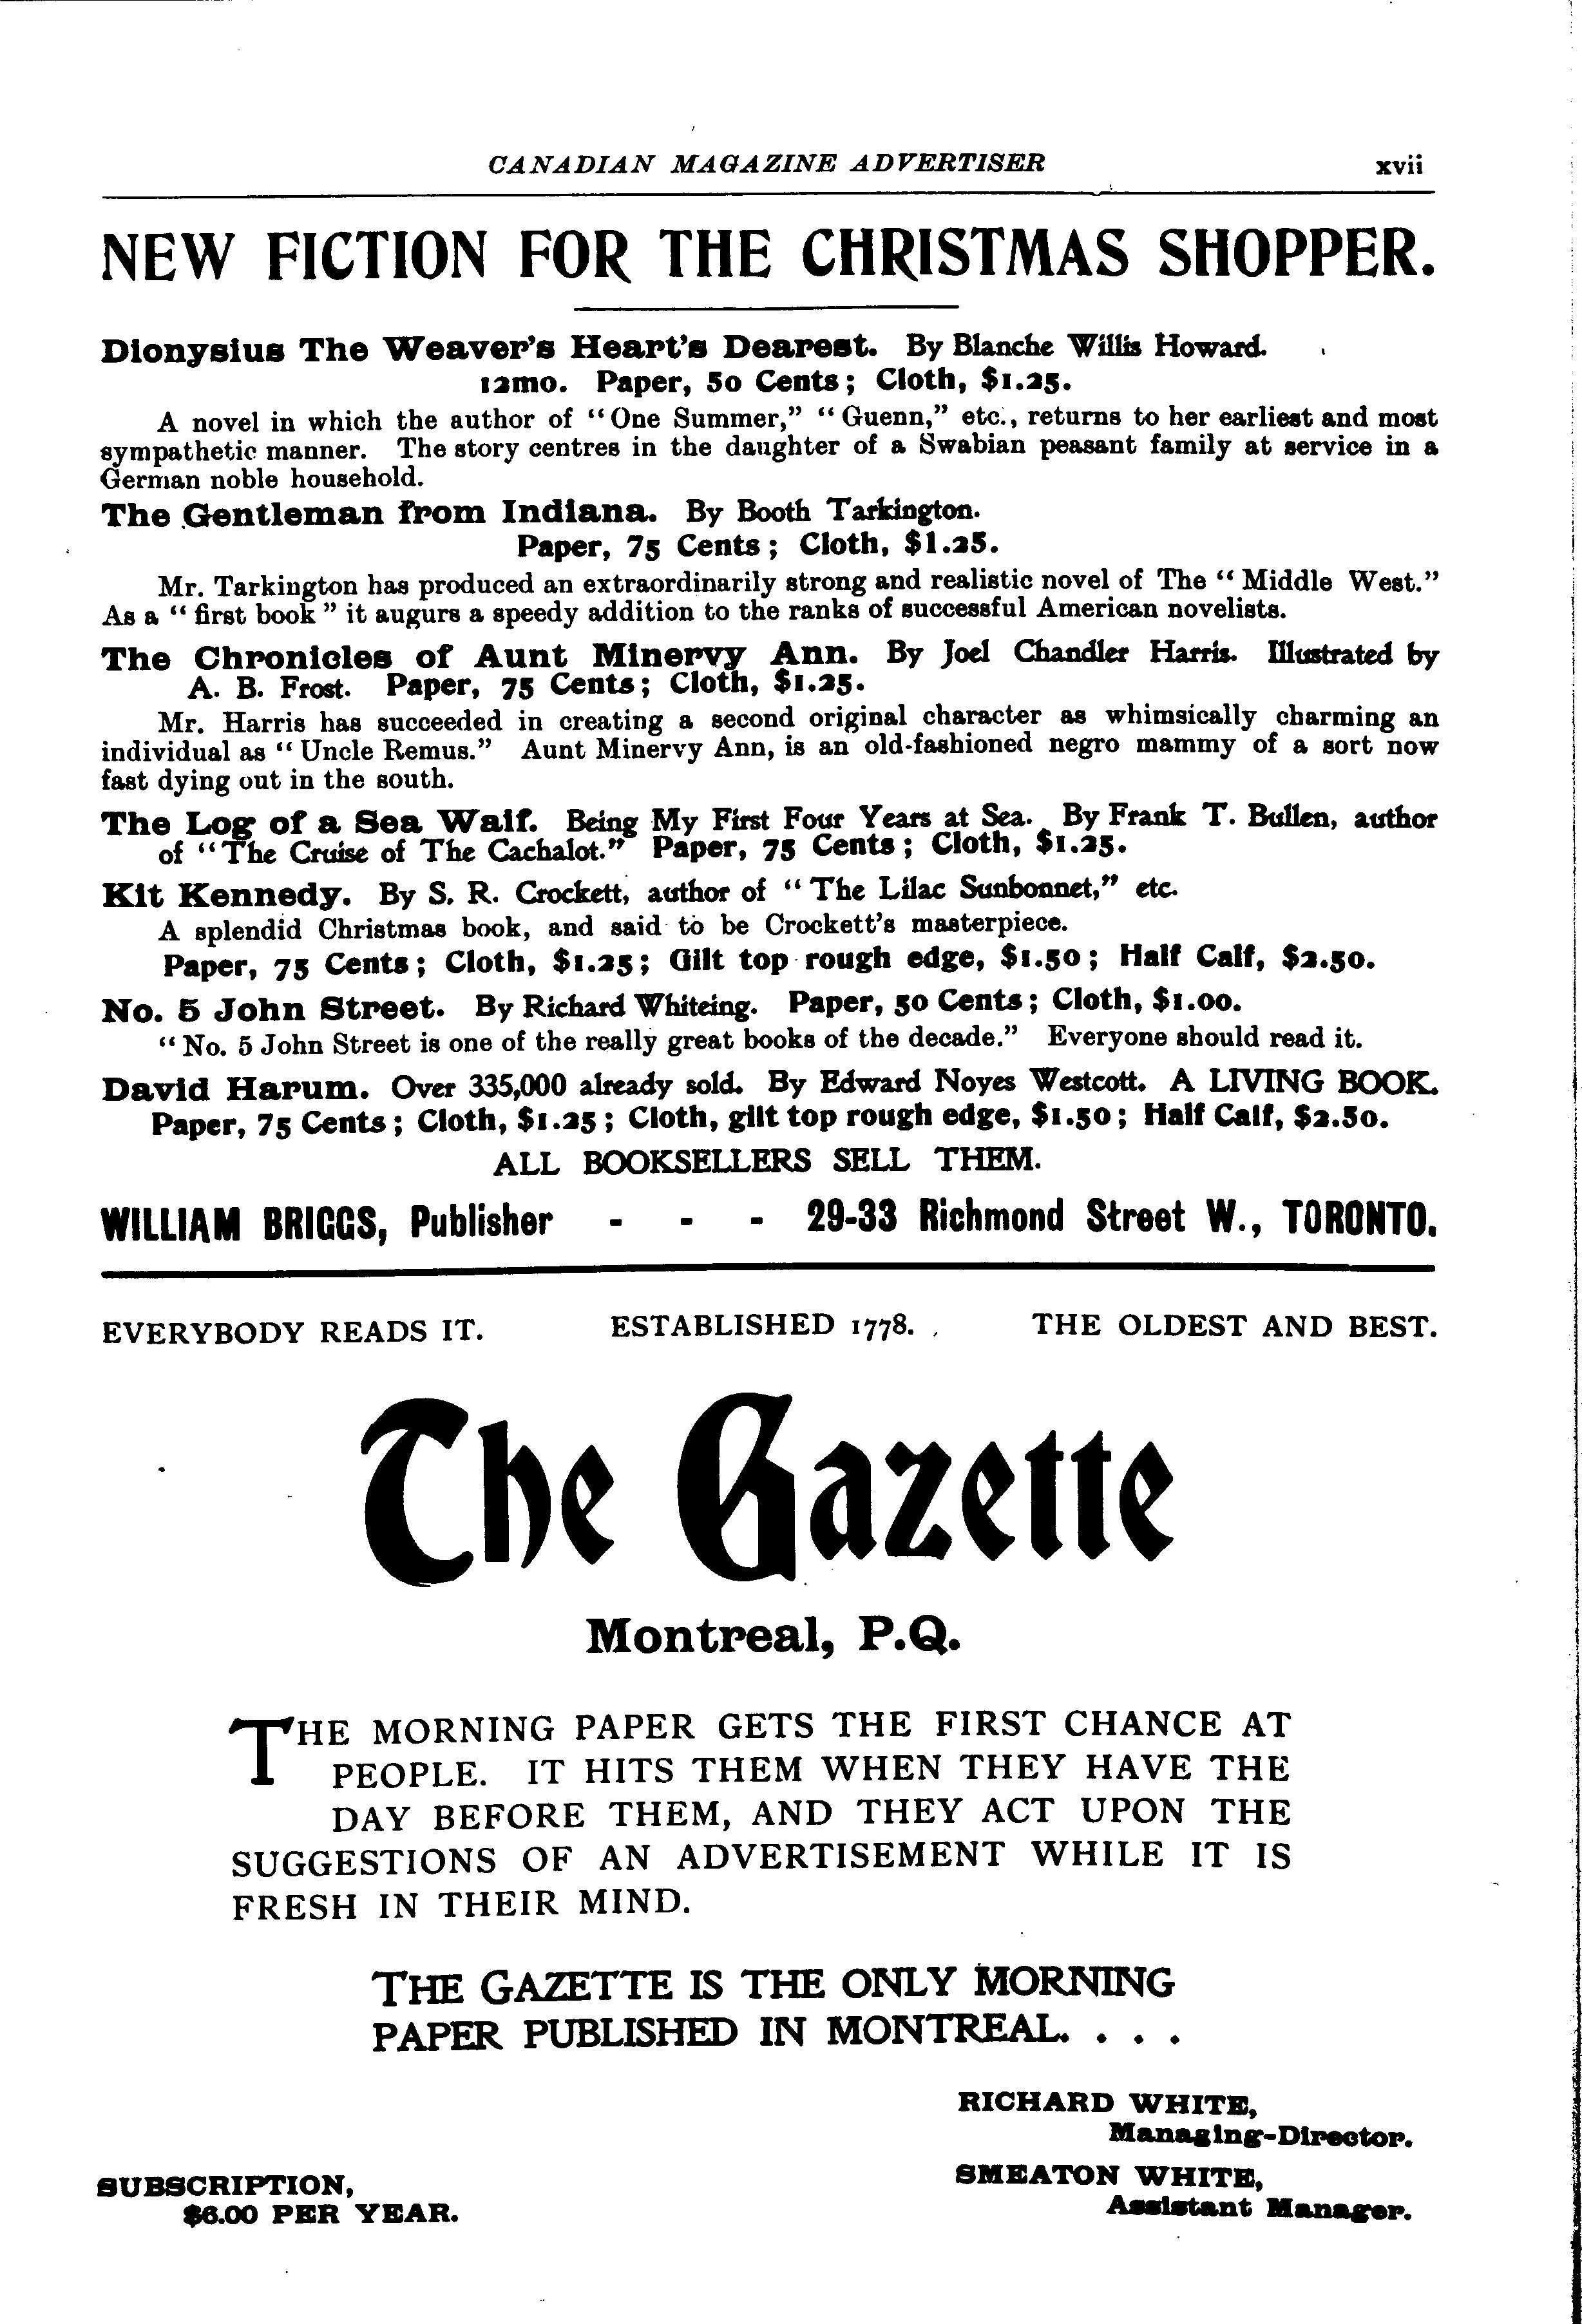 CANADIAN MAGAZINE ADVERTISER xvii
NEW FICTION FOR THE CHRISTMAS SHOPPER.
Dionysius The Weaver's Heart's Dearest. By Blanche Willis Howard.
12mo. Paper, 50 Cents; Cloth, $1.25.
A novel in which the author of "One Summer," "Guenn," etc., returns to her earliest and most
sympathetic manner. The story centres in the daughter of a Swabian peasant family at service in a
German noble household.
The Gentleman from Indiana. By Booth Tarkington.
Paper, 75 Cents; Cloth, $1.25.
Mr. Tarkington has produced an extraordinarily strong and realistic novel of The "Middle West."
As a "first book" it augurs a speedy addition to the ranks of successful American novelists.
The Chronicles of Aunt Minervy Ann. By Joel Chandler Harris. Illustrated by
A. B. Frost. Paper, 75 Cents; Cloth, $1.25.
Mr. Harris has succeeded in creating a second original character as whimsically charming an
individual as "Uncle Remus." Aunt Minervy Ann, is an old-fashioned negro mammy of a sort now
fast dying out in the south.
The Log of a Sea Waif. Being My First Four Years at Sea. By Frank T. Bullen, author
of "The Cruise of The Cachalot." Paper, 75 Cents; Cloth, $1.25.
Kit Kennedy. By S. R. Crockett, author of "The Lilac Sunbonnet," etc.
A splendid Christmas book, and said to be Crockett's masterpiece.
Paper, 75 Cents; Cloth, $1.25; Gilt top rough edge, $1.50; Half Calf, $2.50.
No. 5 John Street. By Richard Whiteing. Paper, 50 Cents; Cloth, $1.00.
"No. 5 John Street is one of the really great books of the decade." Everyone should read it.
David Harum. Over 335,000 already sold. By Edward Noyes Westcott. A LIVING BOOK.
Paper, 75 Cents; Cloth, $1.25; Cloth, gilt top rough edge, $1.50; Half Calf, $2.50.
ALL BOOKSELLERS SELL THEM.
WILLIAM BRIGGS, Publisher - - - 29-33 Richmond Street W., TORONTO.
EVERYBODY READS IT. ESTABLISHED 1778. THE OLDEST AND BEST.
The Gazette
Montreal, P.Q.
THE MORNING PAPER GETS THE FIRST CHANCE AT
PEOPLE. IT HITS THEM WHEN THEY HAVE THE
DAY BEFORE THEM, AND THEY ACT UPON THE
SUGGESTIONS OF AN ADVERTISEMENT WHILE IT IS
FRESH IN THEIR MIND.
THE GAZETTE IS THE ONLY MORNING
PAPER PUBLISHED IN MONTREAL. . . .
RICHARD WHITE,
Managing-Director.
SMEATON WHITE,
Assistant Manager.
SUBSCRIPTION,
$6.00 PER YEAR.